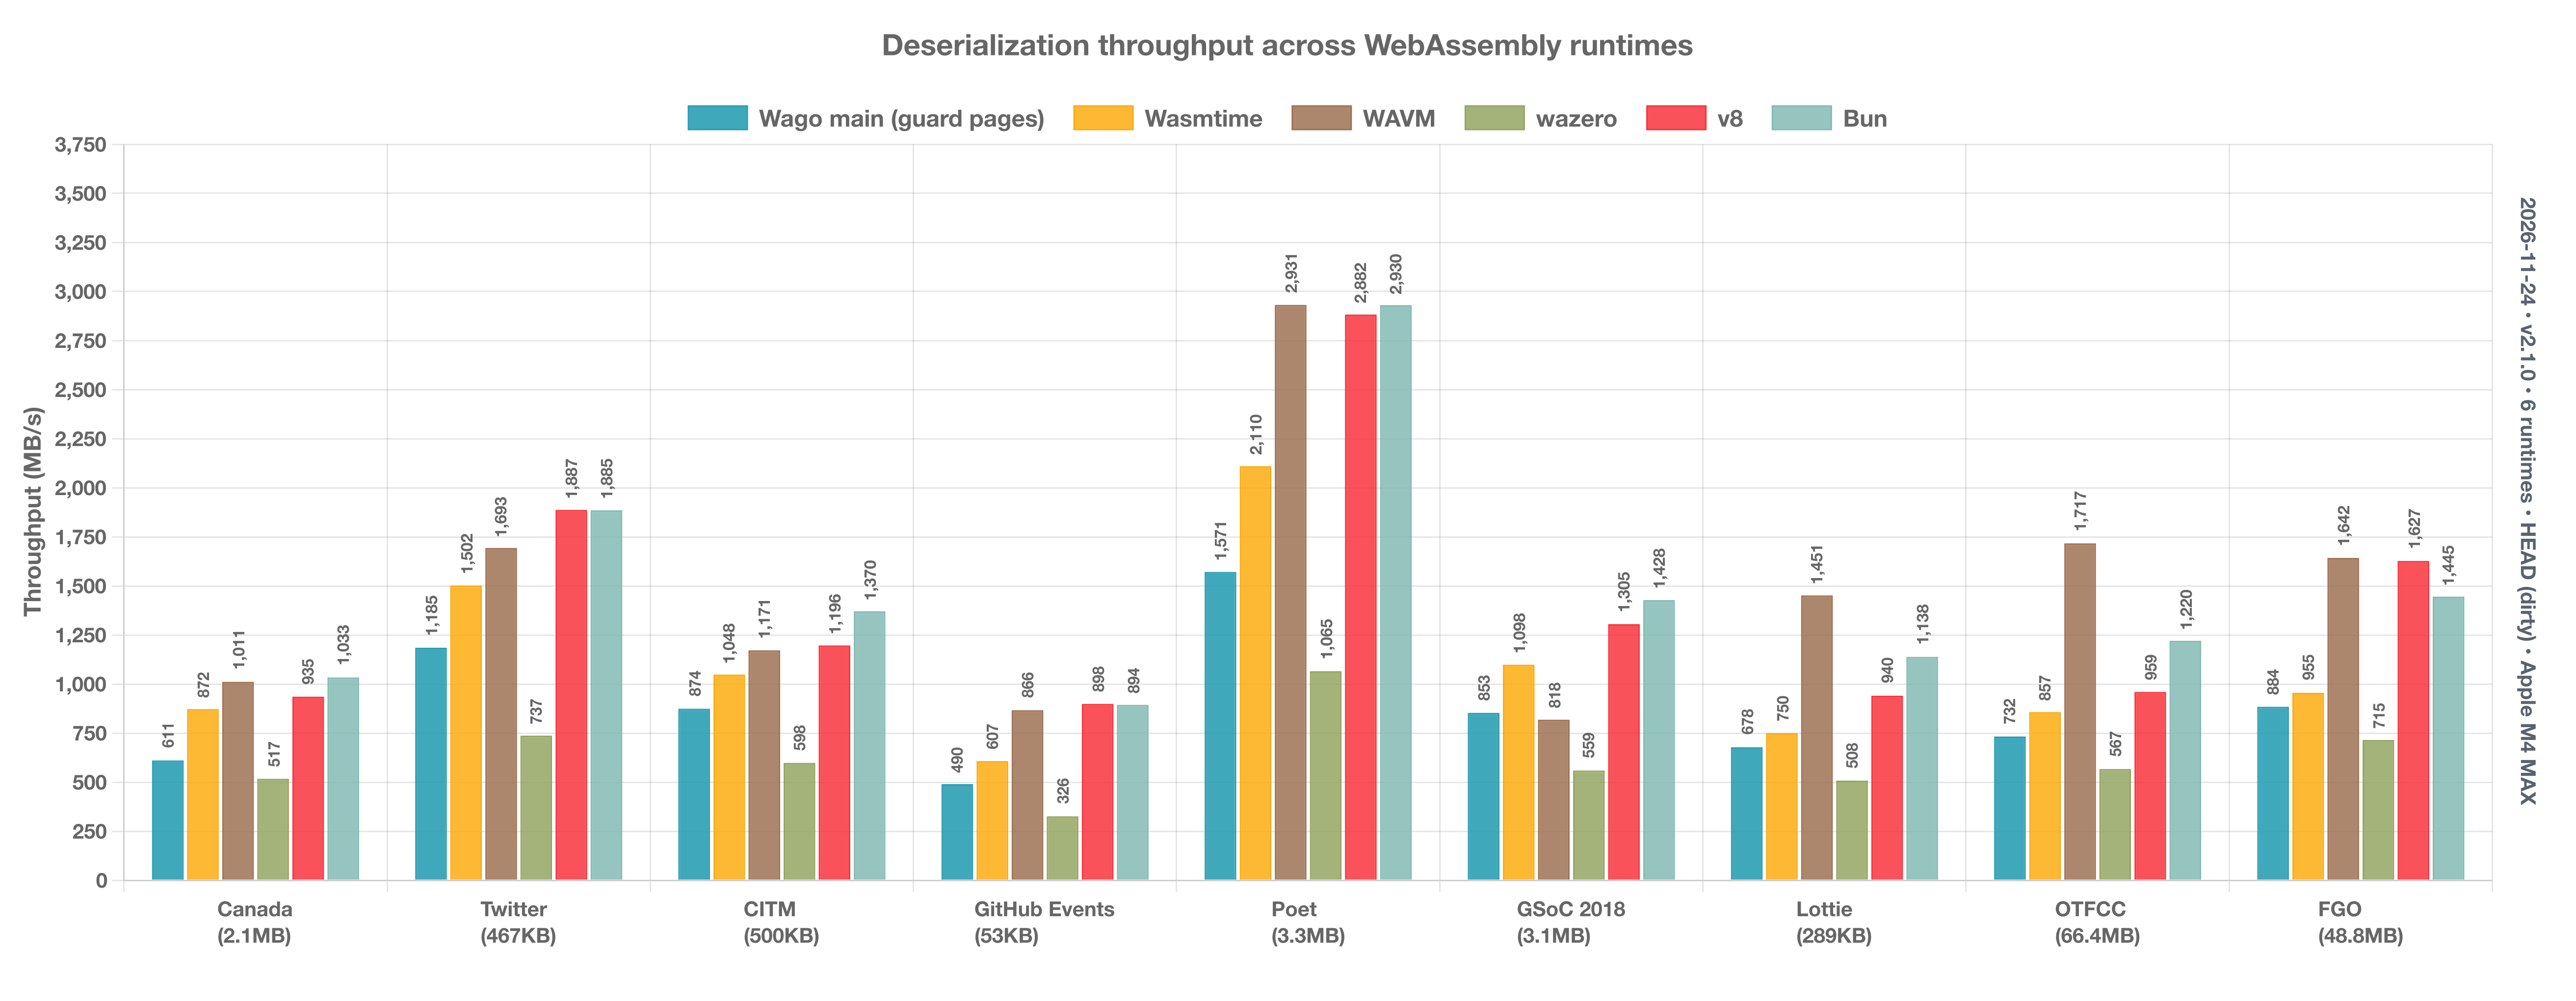 Deserialization throughput across WebAssembly runtimes
Wago main (guard pages) Wasmtime WAVM wazero v8 Bun
Throughput (MB/s)
3,750
3,500
3,250
3,000
2,750
2,500
2,250
2,000
1,750
1,500
1,250
1,000
750
500
250
0
611 872 1,011 517 935 1,033
1,185 1,502 1,693 737 1,887 1,885
874 1,048 1,171 598 1,196 1,370
490 607 866 326 898 894
1,571 2,110 2,931 1,065 2,882 2,930
853 1,098 818 559 1,305 1,428
678 750 1,451 508 940 1,138
732 857 1,717 567 959 1,220
884 955 1,642 715 1,627 1,445
Canada Twitter CITM GitHub Events Poet GSoC 2018 Lottie OTFCC FGO
(2.1MB) (467KB) (500KB) (53KB) (3.3MB) (3.1MB) (289KB) (66.4MB) (48.8MB)
2026-11-24 • v2.1.0 • 6 runtimes • HEAD (dirty) • Apple M4 MAX